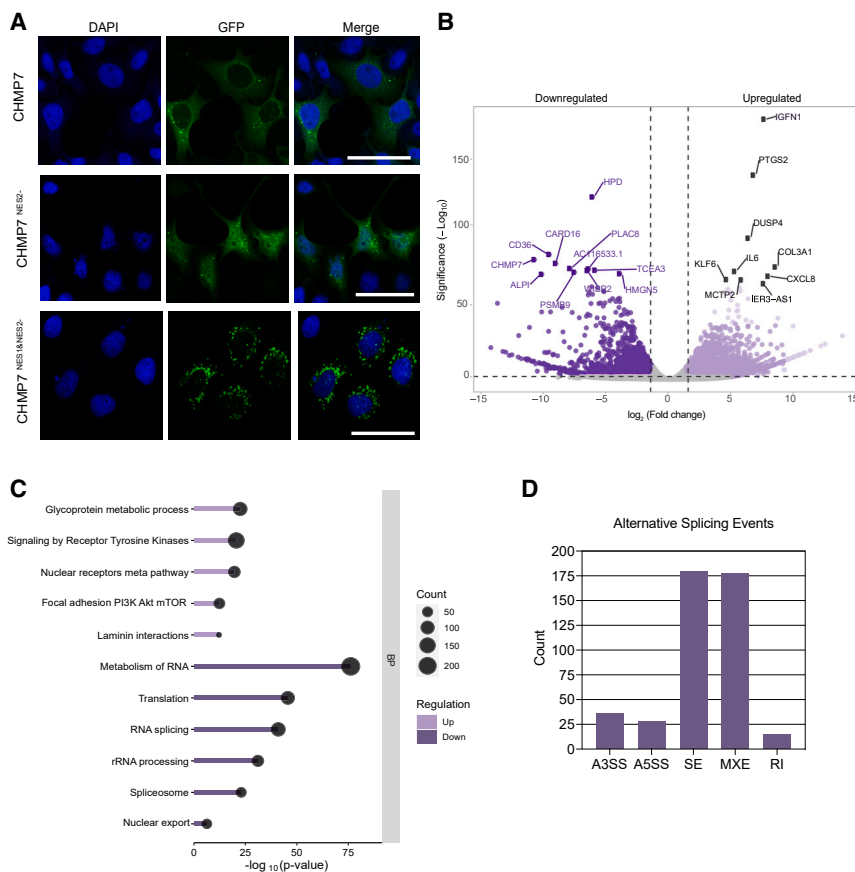 A
DAPI GFP Merge
CHMP7
CHMP7 NES2-
CHMP7 NES1&NES2-
B
Downregulated Upregulated
Significance (−Log10)
150
100
50
0
−15 −10 −5 0 5 10 15
log2 (Fold change)
IGFN1
PTGS2
HPD
DUSP4
CARD16
PLAC8
CD36
AC116533.1
COL3A1
CHMP7
TCEA3
KLF6
IL6
CXCL8
ALPI
HMGN5
MCTP2
IER3−AS1
PSMB9
C
Glycoprotein metabolic process
Signaling by Receptor Tyrosine Kinases
Nuclear receptors meta pathway
Focal adhesion PI3K Akt mTOR
Laminin interactions
Metabolism of RNA
Translation
RNA splicing
rRNA processing
Spliceosome
Nuclear export
0 25 50 75
-log10(p-value)
BP
Count
50
100
150
200
Regulation
Up
Down
D
Alternative Splicing Events
Count
200
175
150
125
100
75
50
25
0
A3SS A5SS SE MXE RI